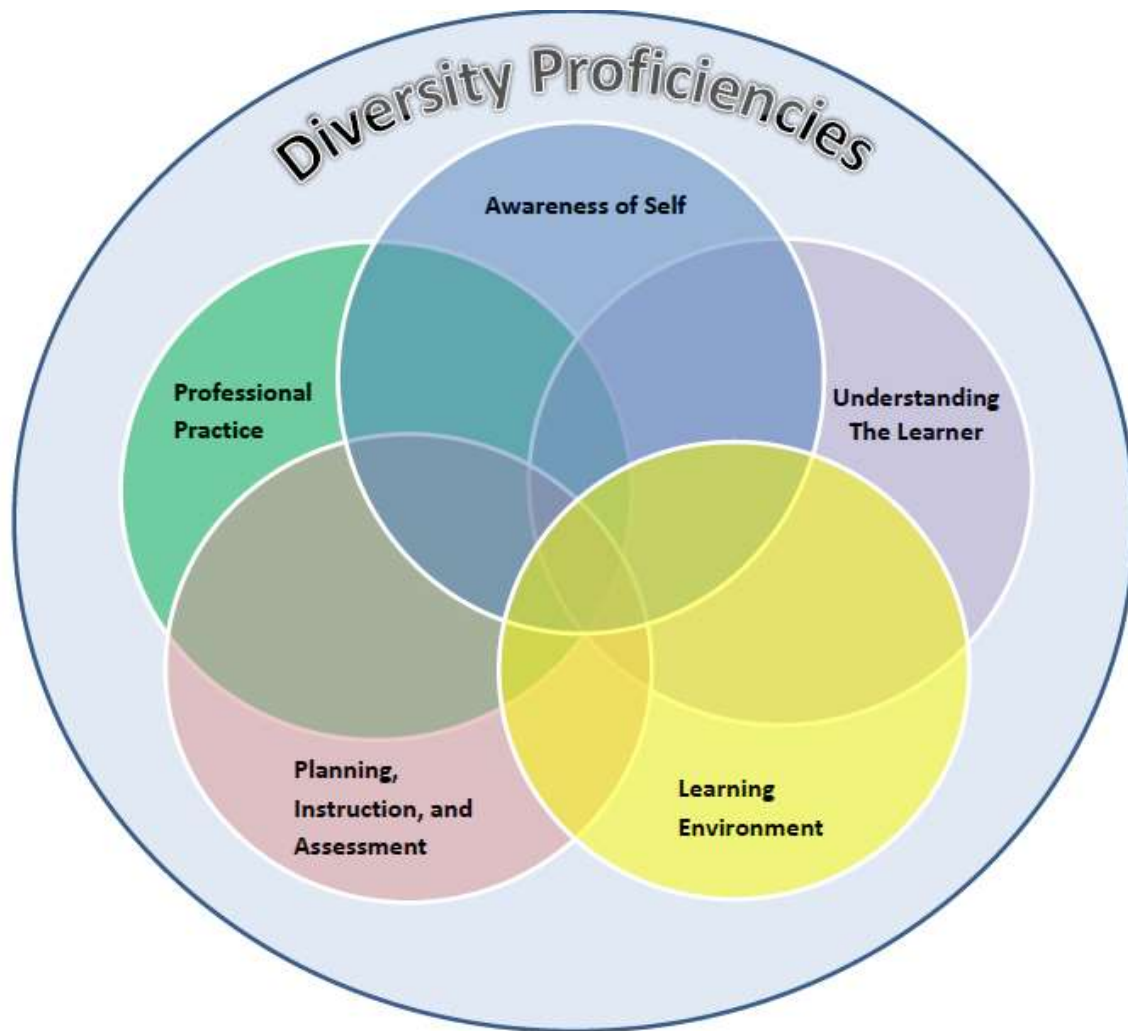 Diversity Proficiencies
Awareness of Self
Professional
Practice
Understanding
The Learner
Planning,
Instruction, and
Assessment
Learning
Environment